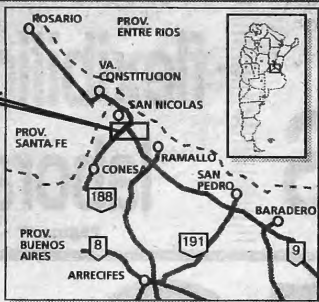 ROSARIO
PROV.
ENTRE RIOS
VA.
CONSTITUCION
SAN NICOLAS
PROV.
SANTA FE
RAMALLO
CONESA
SAN
PEDRO
188
BARADERO
PROV.
BUENOS
AIRES
8
191
9
ARRECIFES